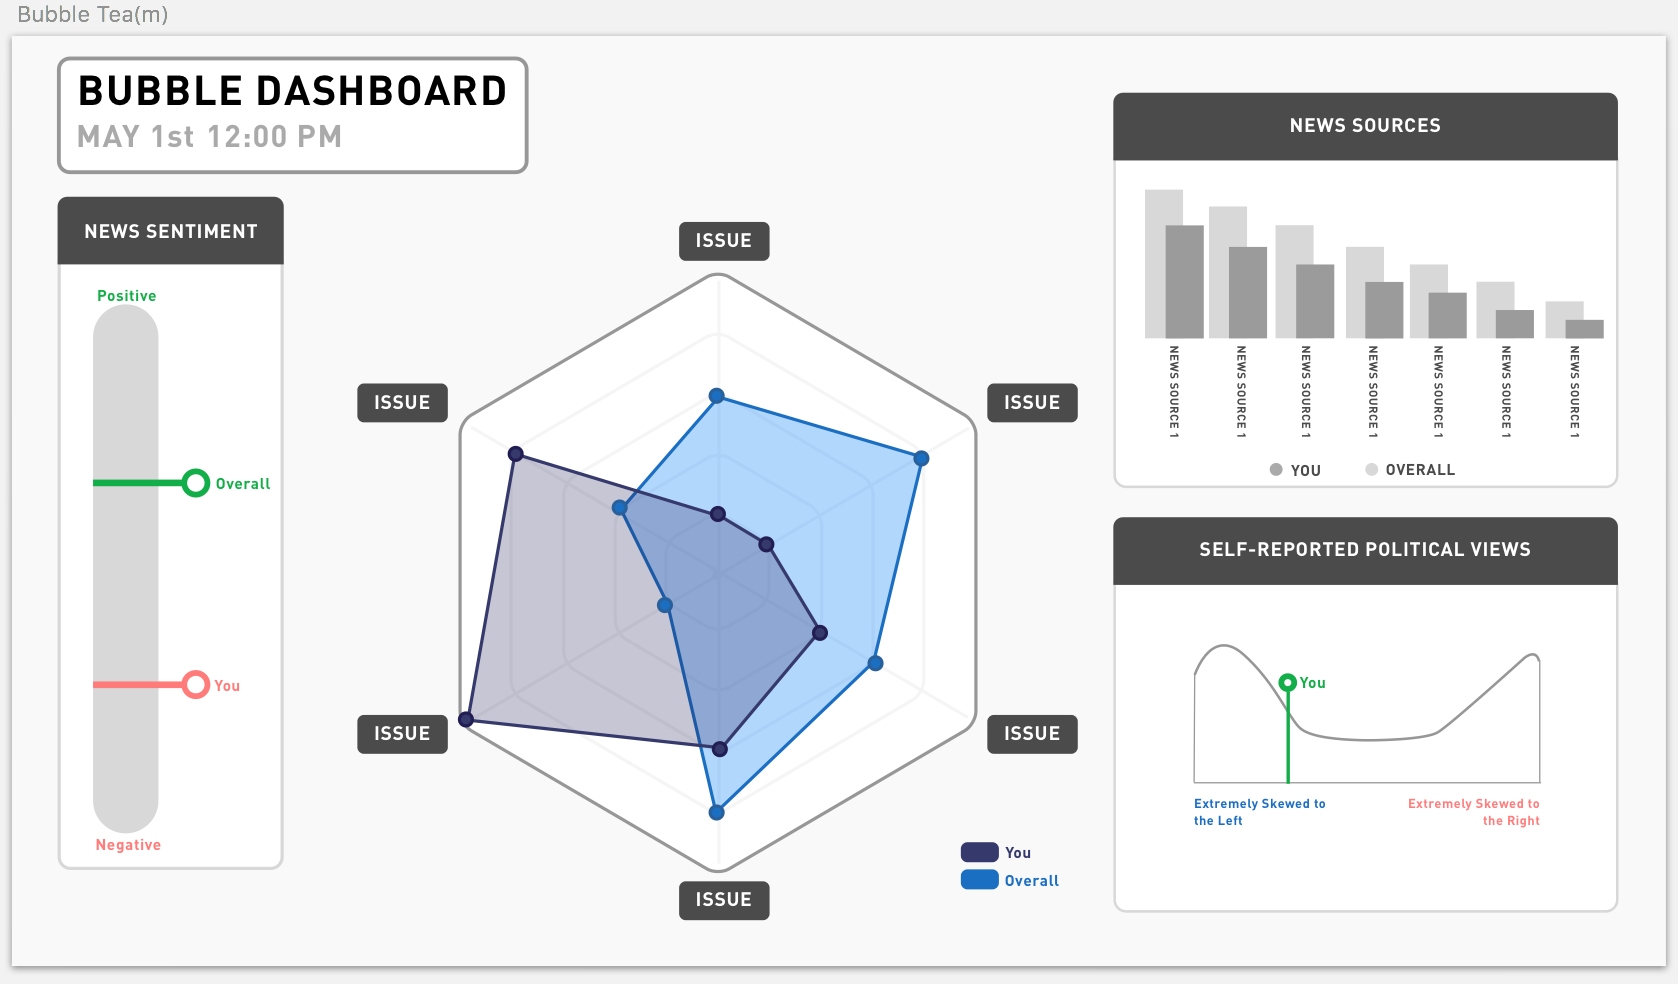 Bubble Tea(m)
BUBBLE DASHBOARD
MAY 1st 12:00 PM
NEWS SENTIMENT
Positive
Overall
You
Negative
ISSUE
ISSUE
ISSUE
ISSUE
ISSUE
ISSUE
You
Overall
NEWS SOURCES
NEWS SOURCE 1
NEWS SOURCE 1
NEWS SOURCE 1
NEWS SOURCE 1
NEWS SOURCE 1
NEWS SOURCE 1
NEWS SOURCE 1
YOU
OVERALL
SELF-REPORTED POLITICAL VIEWS
You
Extremely Skewed to
the Left
Extremely Skewed to
the Right